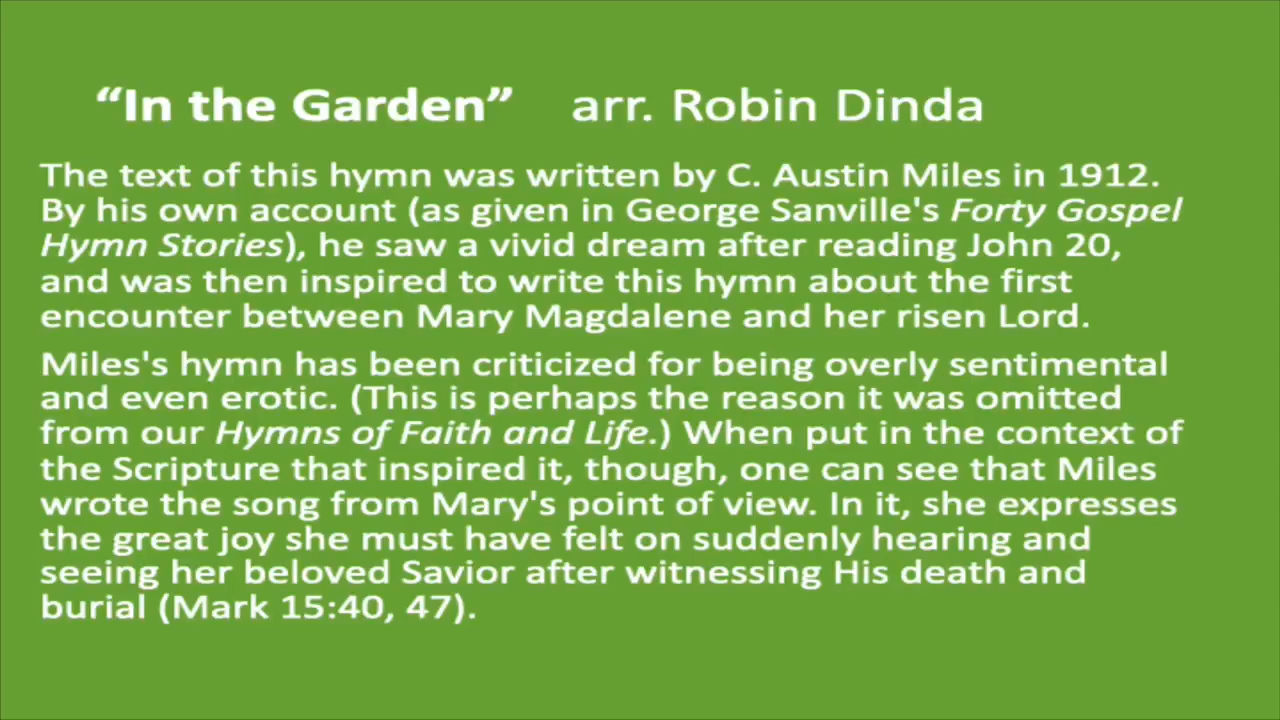 “In the Garden” arr. Robin Dinda
The text of this hymn was written by C. Austin Miles in 1912.
By his own account (as given in George Sanville's Forty Gospel
Hymn Stories), he saw a vivid dream after reading John 20,
and was then inspired to write this hymn about the first
encounter between Mary Magdalene and her risen Lord.
Miles's hymn has been criticized for being overly sentimental
and even erotic. (This is perhaps the reason it was omitted
from our Hymns of Faith and Life.) When put in the context of
the Scripture that inspired it, though, one can see that Miles
wrote the song from Mary's point of view. In it, she expresses
the great joy she must have felt on suddenly hearing and
seeing her beloved Savior after witnessing His death and
burial (Mark 15:40, 47).